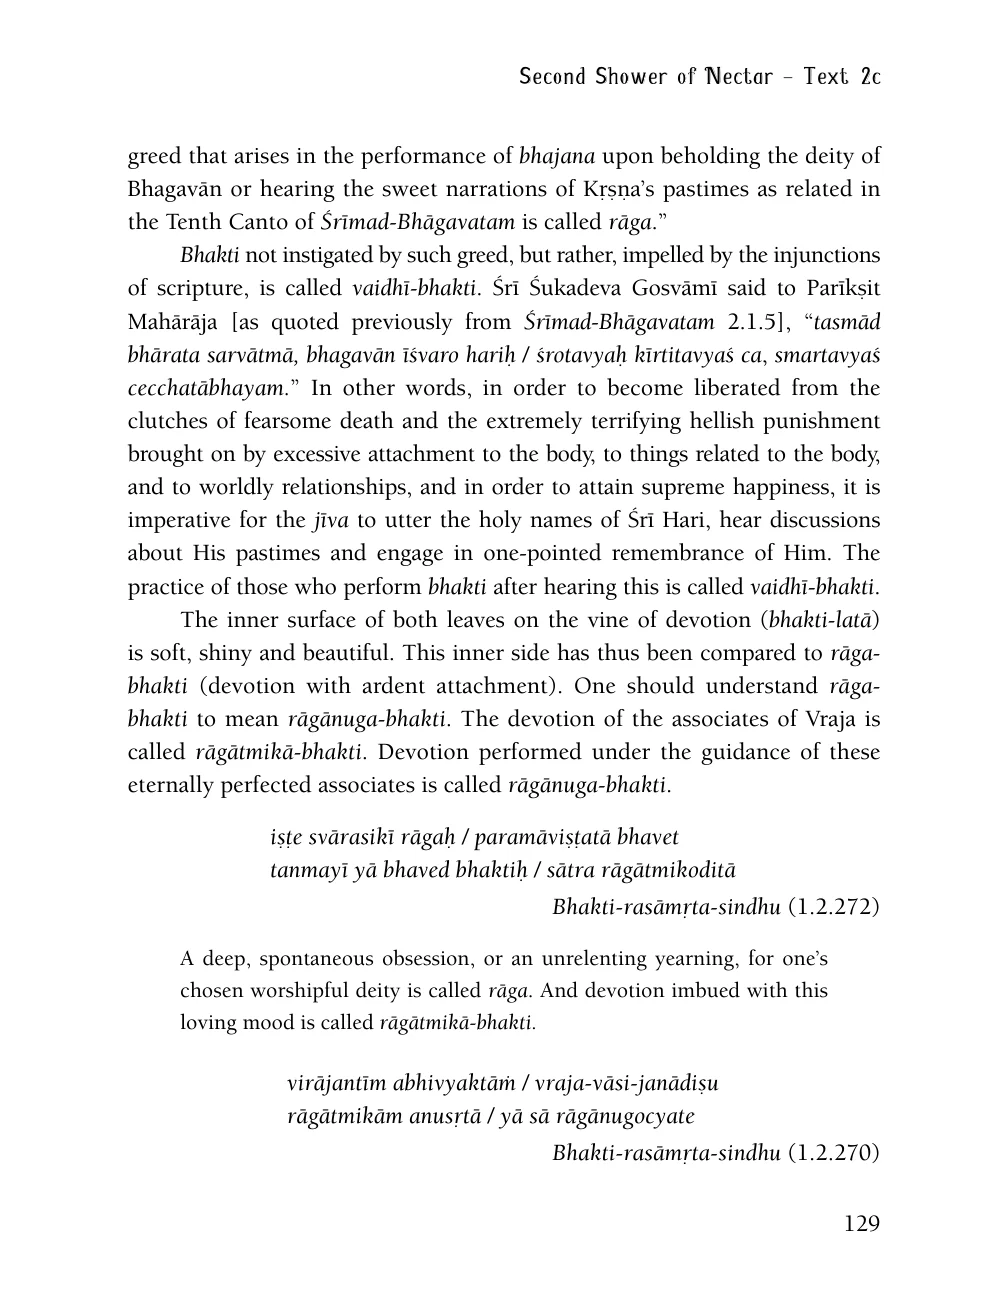 Second Shower of Nectar – Text 2c
greed that arises in the performance of bhajana upon beholding the deity of
Bhagavān or hearing the sweet narrations of Kṛṣṇa’s pastimes as related in
the Tenth Canto of Śrīmad-Bhāgavatam is called rāga.”
Bhakti not instigated by such greed, but rather, impelled by the injunctions
of scripture, is called vaidhī-bhakti. Śrī Śukadeva Gosvāmī said to Parīkṣit
Mahārāja [as quoted previously from Śrīmad-Bhāgavatam 2.1.5], “tasmād
bhārata sarvātmā, bhagavān īśvaro hariḥ / śrotavyaḥ kīrtitavyaś ca, smartavyaś
cecchatābhayam.” In other words, in order to become liberated from the
clutches of fearsome death and the extremely terrifying hellish punishment
brought on by excessive attachment to the body, to things related to the body,
and to worldly relationships, and in order to attain supreme happiness, it is
imperative for the jīva to utter the holy names of Śrī Hari, hear discussions
about His pastimes and engage in one-pointed remembrance of Him. The
practice of those who perform bhakti after hearing this is called vaidhī-bhakti.
The inner surface of both leaves on the vine of devotion (bhakti-latā)
is soft, shiny and beautiful. This inner side has thus been compared to rāga-
bhakti (devotion with ardent attachment). One should understand rāga-
bhakti to mean rāgānuga-bhakti. The devotion of the associates of Vraja is
called rāgātmikā-bhakti. Devotion performed under the guidance of these
eternally perfected associates is called rāgānuga-bhakti.
iṣṭe svārasikī rāgaḥ / paramāviṣṭatā bhavet
tanmayī yā bhaved bhaktiḥ / sātra rāgātmikoditā
Bhakti-rasāmṛta-sindhu (1.2.272)
A deep, spontaneous obsession, or an unrelenting yearning, for one’s
chosen worshipful deity is called rāga. And devotion imbued with this
loving mood is called rāgātmikā-bhakti.
virājantīm abhivyaktāṁ / vraja-vāsi-janādiṣu
rāgātmikām anusṛtā / yā sā rāgānugocyate
Bhakti-rasāmṛta-sindhu (1.2.270)
129